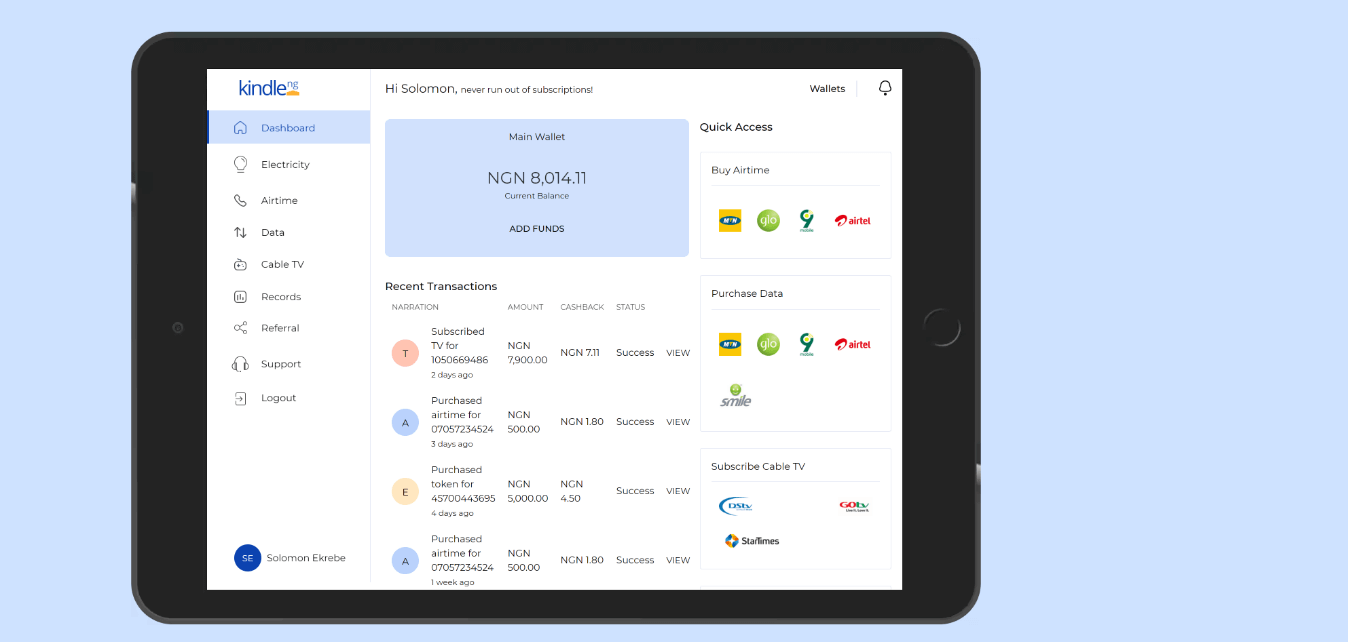 kindle ng
Dashboard
Electricity
Airtime
Data
Cable TV
Records
Referral
Support
Logout
SE Solomon Ekrebe
Hi Solomon, never run out of subscriptions!
Wallets
Main Wallet
NGN 8,014.11
Current Balance
ADD FUNDS
Recent Transactions
NARRATION AMOUNT CASHBACK STATUS
T
Subscribed
TV for
1050669486
2 days ago
NGN
7,900.00
NGN 7.11
Success
VIEW
A
Purchased
airtime for
07057234524
3 days ago
NGN
500.00
NGN 1.80
Success
VIEW
E
Purchased
token for
45700443695
4 days ago
NGN
5,000.00
NGN
4.50
Success
VIEW
A
Purchased
airtime for
07057234524
1 week ago
NGN
500.00
NGN 1.80
Success
VIEW
Quick Access
Buy Airtime
MTN glo 9 mobile airtel
Purchase Data
MTN glo 9 mobile airtel
smile
Subscribe Cable TV
DStv GOtv
StarTimes